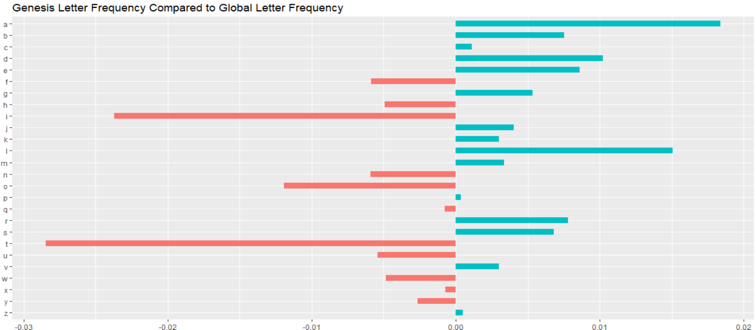 Genesis Letter Frequency Compared to Global Letter Frequency
a
b
c
d
e
f
g
h
i
j
k
l
m
n
o
p
q
r
s
t
u
v
w
x
y
z
-0.03 -0.02 -0.01 0.00 0.01 0.02